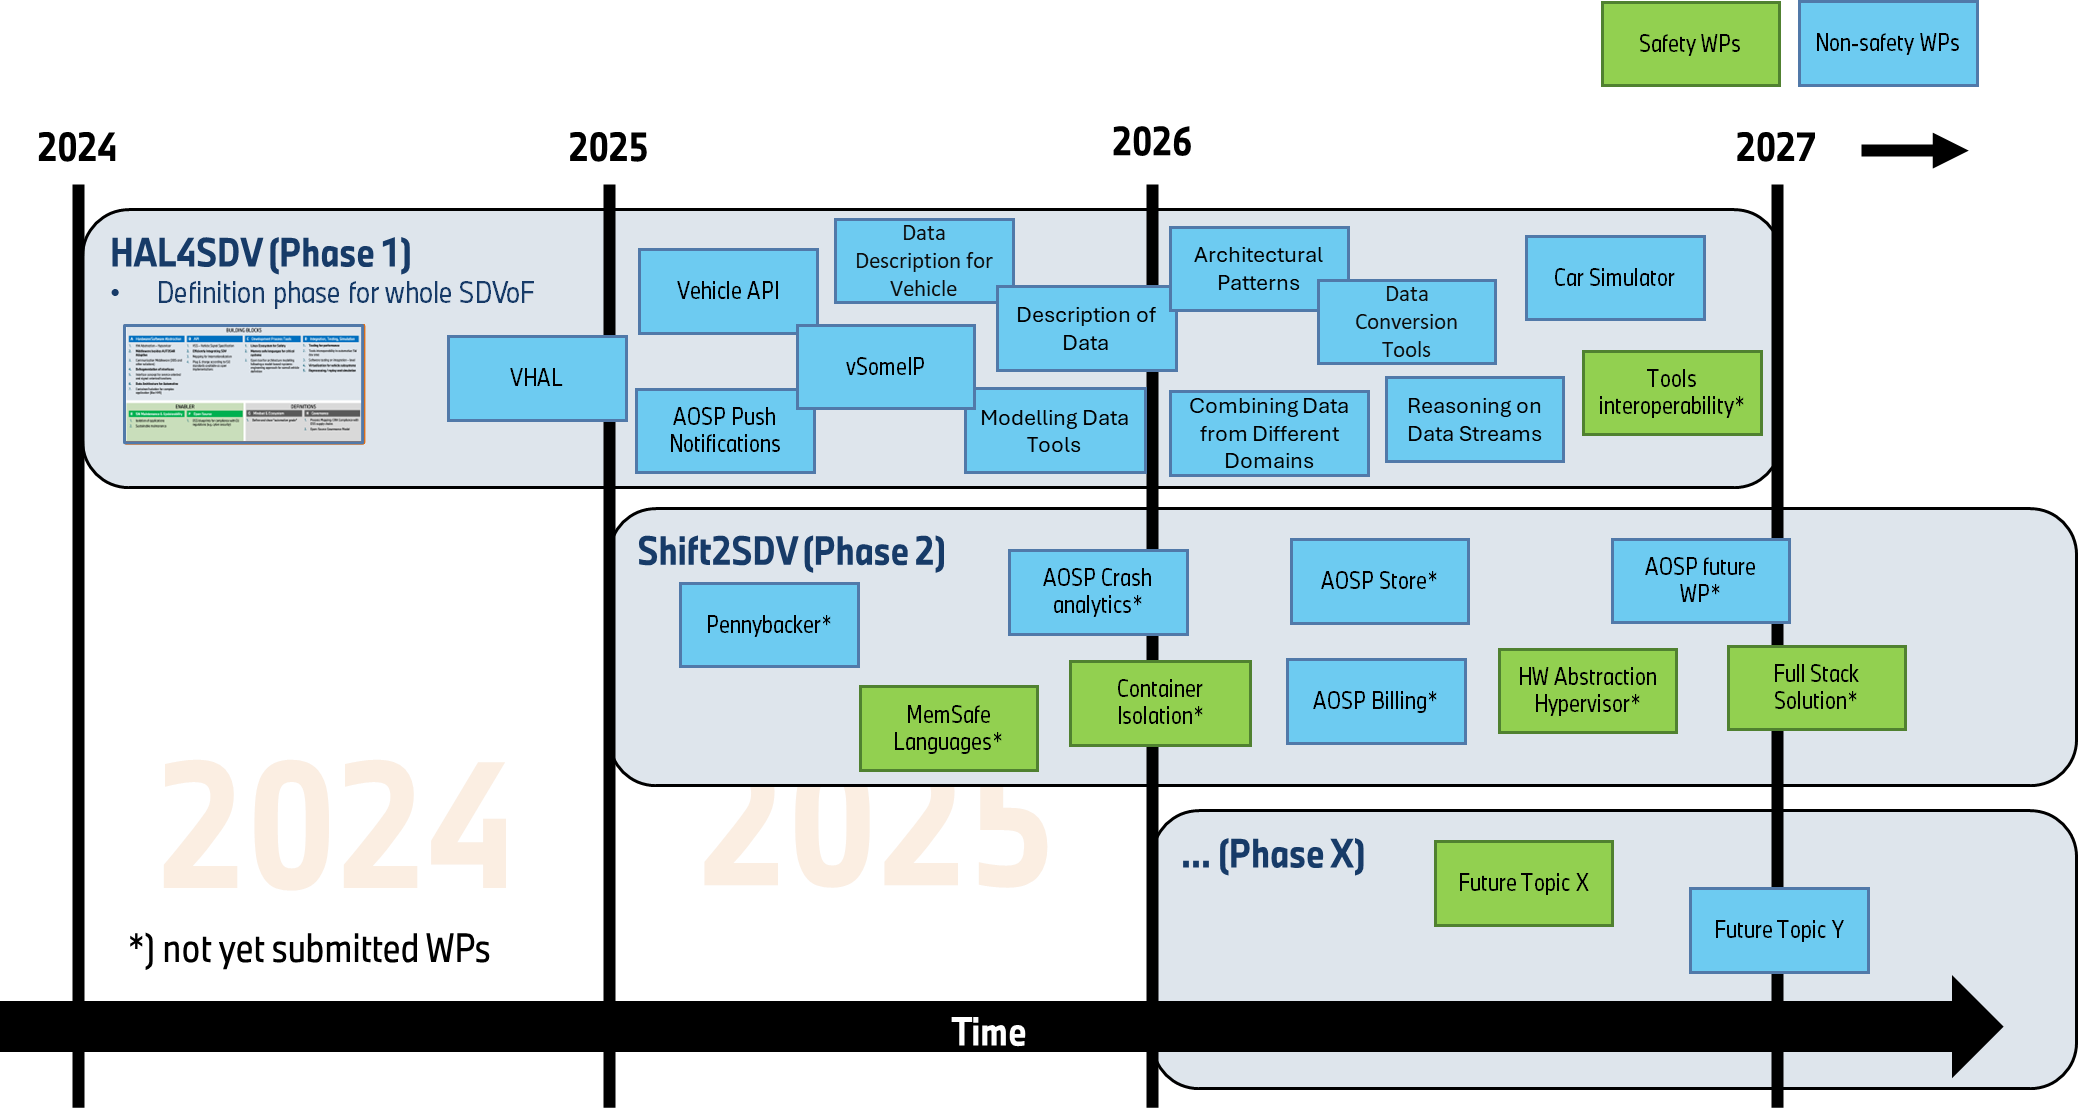 Safety WPs
Non-safety WPs
2024
2025
2026
2027
HAL4SDV (Phase 1)
• Definition phase for whole SDVoF
BUILDING BLOCKS
ENABLER
DEFINITIONS
VHAL
Vehicle API
Data
Description for
Vehicle
Description of
Data
vSomeIP
AOSP Push
Notifications
Modelling Data
Tools
Architectural
Patterns
Data
Conversion
Tools
Car Simulator
Combining Data
from Different
Domains
Reasoning on
Data Streams
Tools
interoperability*
Shift2SDV (Phase 2)
Pennybacker*
AOSP Crash
analytics*
AOSP Store*
AOSP future
WP*
MemSafe
Languages*
Container
Isolation*
AOSP Billing*
HW Abstraction
Hypervisor*
Full Stack
Solution*
2024
2025
... (Phase X)
Future Topic X
Future Topic Y
*) not yet submitted WPs
Time